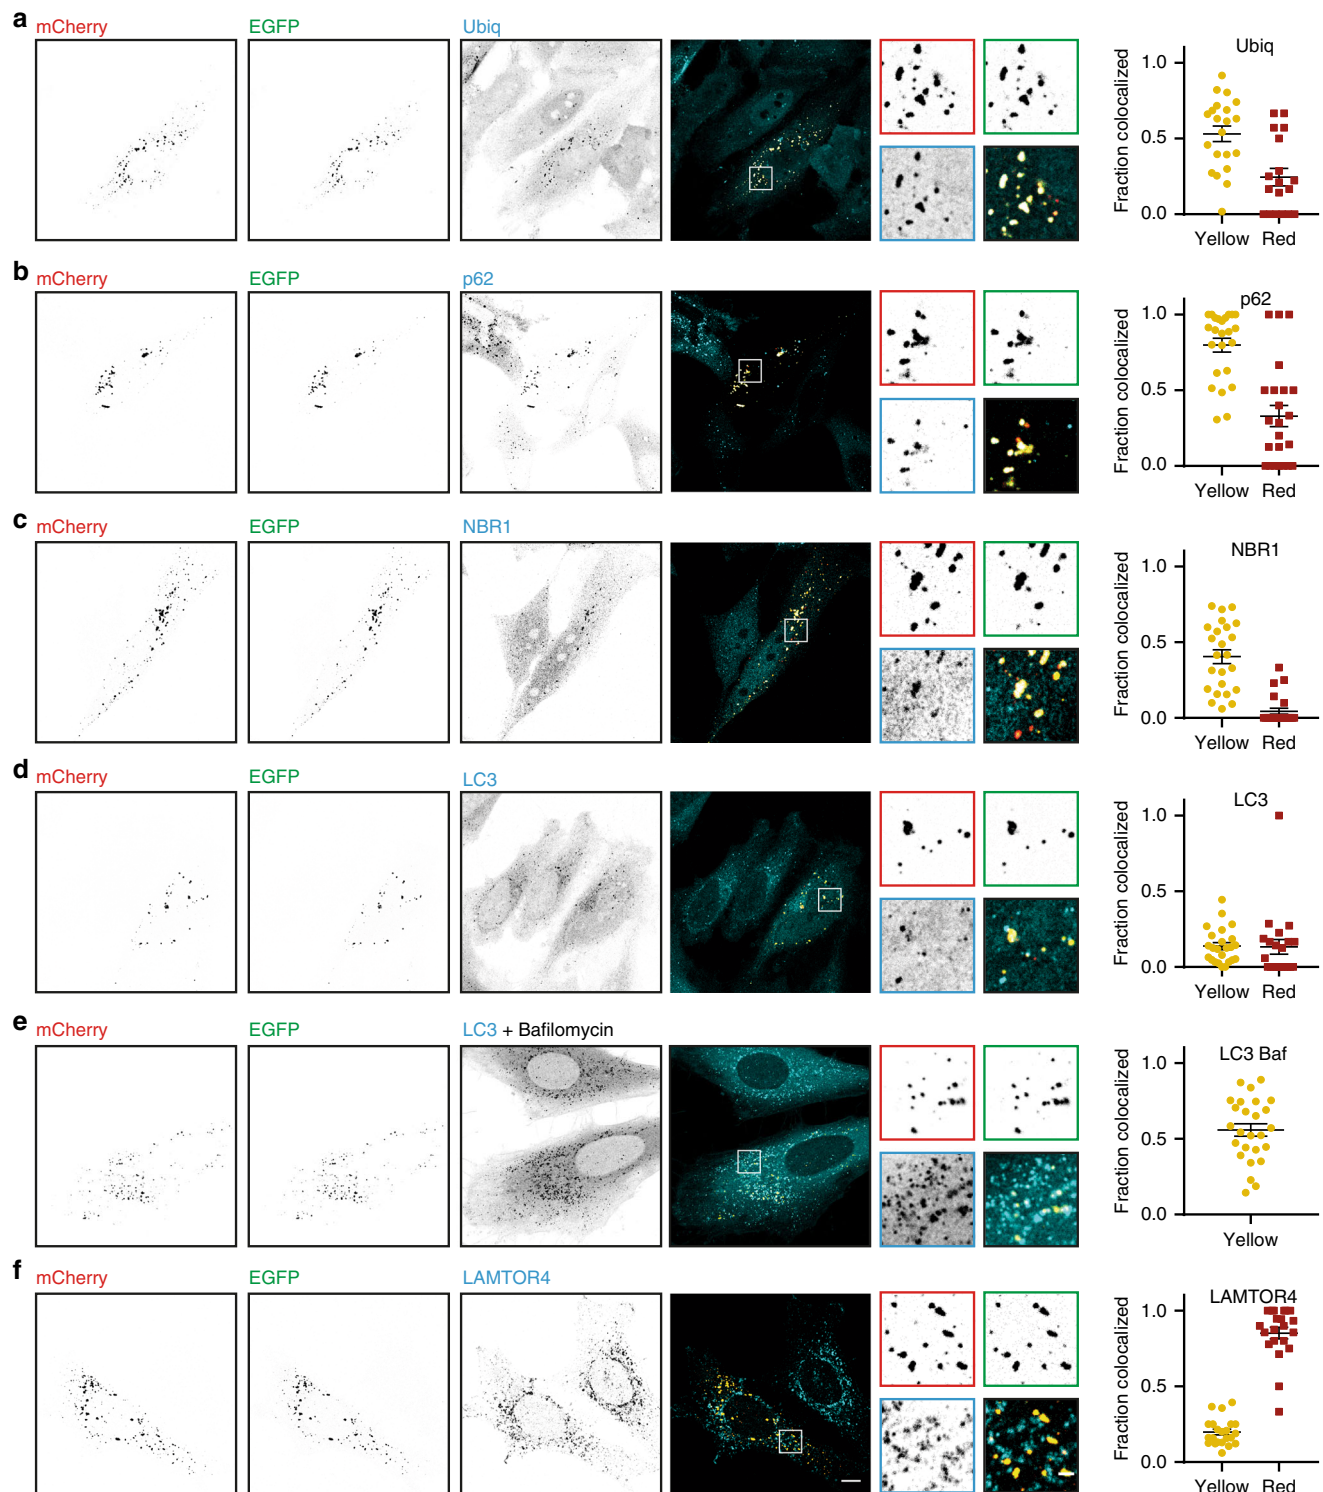 a
mCherry EGFP Ubiq
Ubiq
Fraction colocalized
1.0
0.5
0.0
Yellow Red
b
mCherry EGFP p62
p62
Fraction colocalized
1.0
0.5
0.0
Yellow Red
c
mCherry EGFP NBR1
NBR1
Fraction colocalized
1.0
0.5
0.0
Yellow Red
d
mCherry EGFP LC3
LC3
Fraction colocalized
1.0
0.5
0.0
Yellow Red
e
mCherry EGFP LC3 + Bafilomycin
LC3 Baf
Fraction colocalized
1.0
0.5
0.0
Yellow
f
mCherry EGFP LAMTOR4
LAMTOR4
Fraction colocalized
1.0
0.5
0.0
Yellow Red